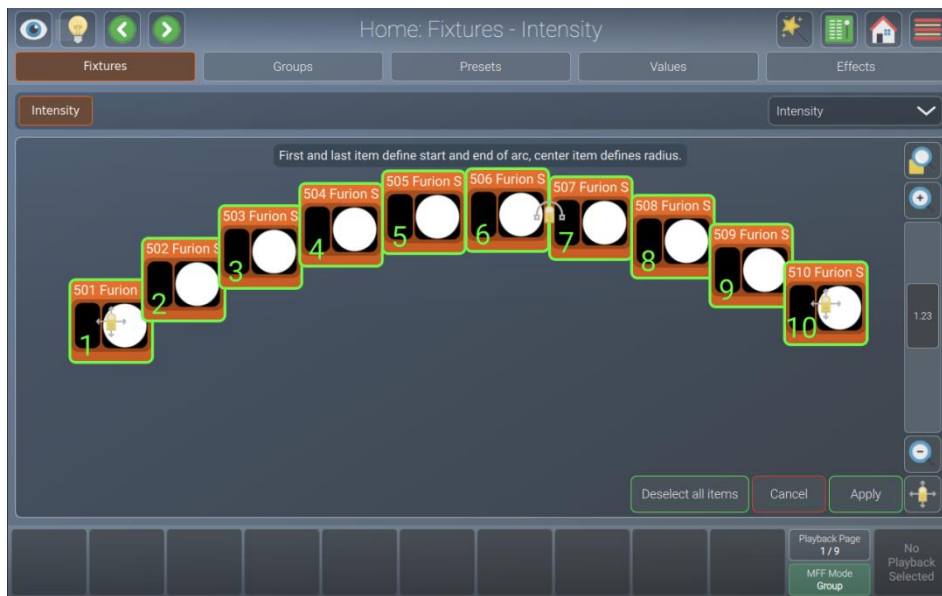 Home: Fixtures - Intensity
Fixtures
Groups
Presets
Values
Effects
Intensity
Intensity
First and last item define start and end of arc, center item defines radius.
501 Furion
1
502 Furion S
2
503 Furion S
3
504 Furion S
4
505 Furion S
5
506 Furion S
6
507 Furion S
7
508 Furion S
8
509 Furion S
9
510 Furion S
10
1.23
Deselect all items
Cancel
Apply
Playback Page
1 / 9
MFF Mode
Group
No
Playback
Selected